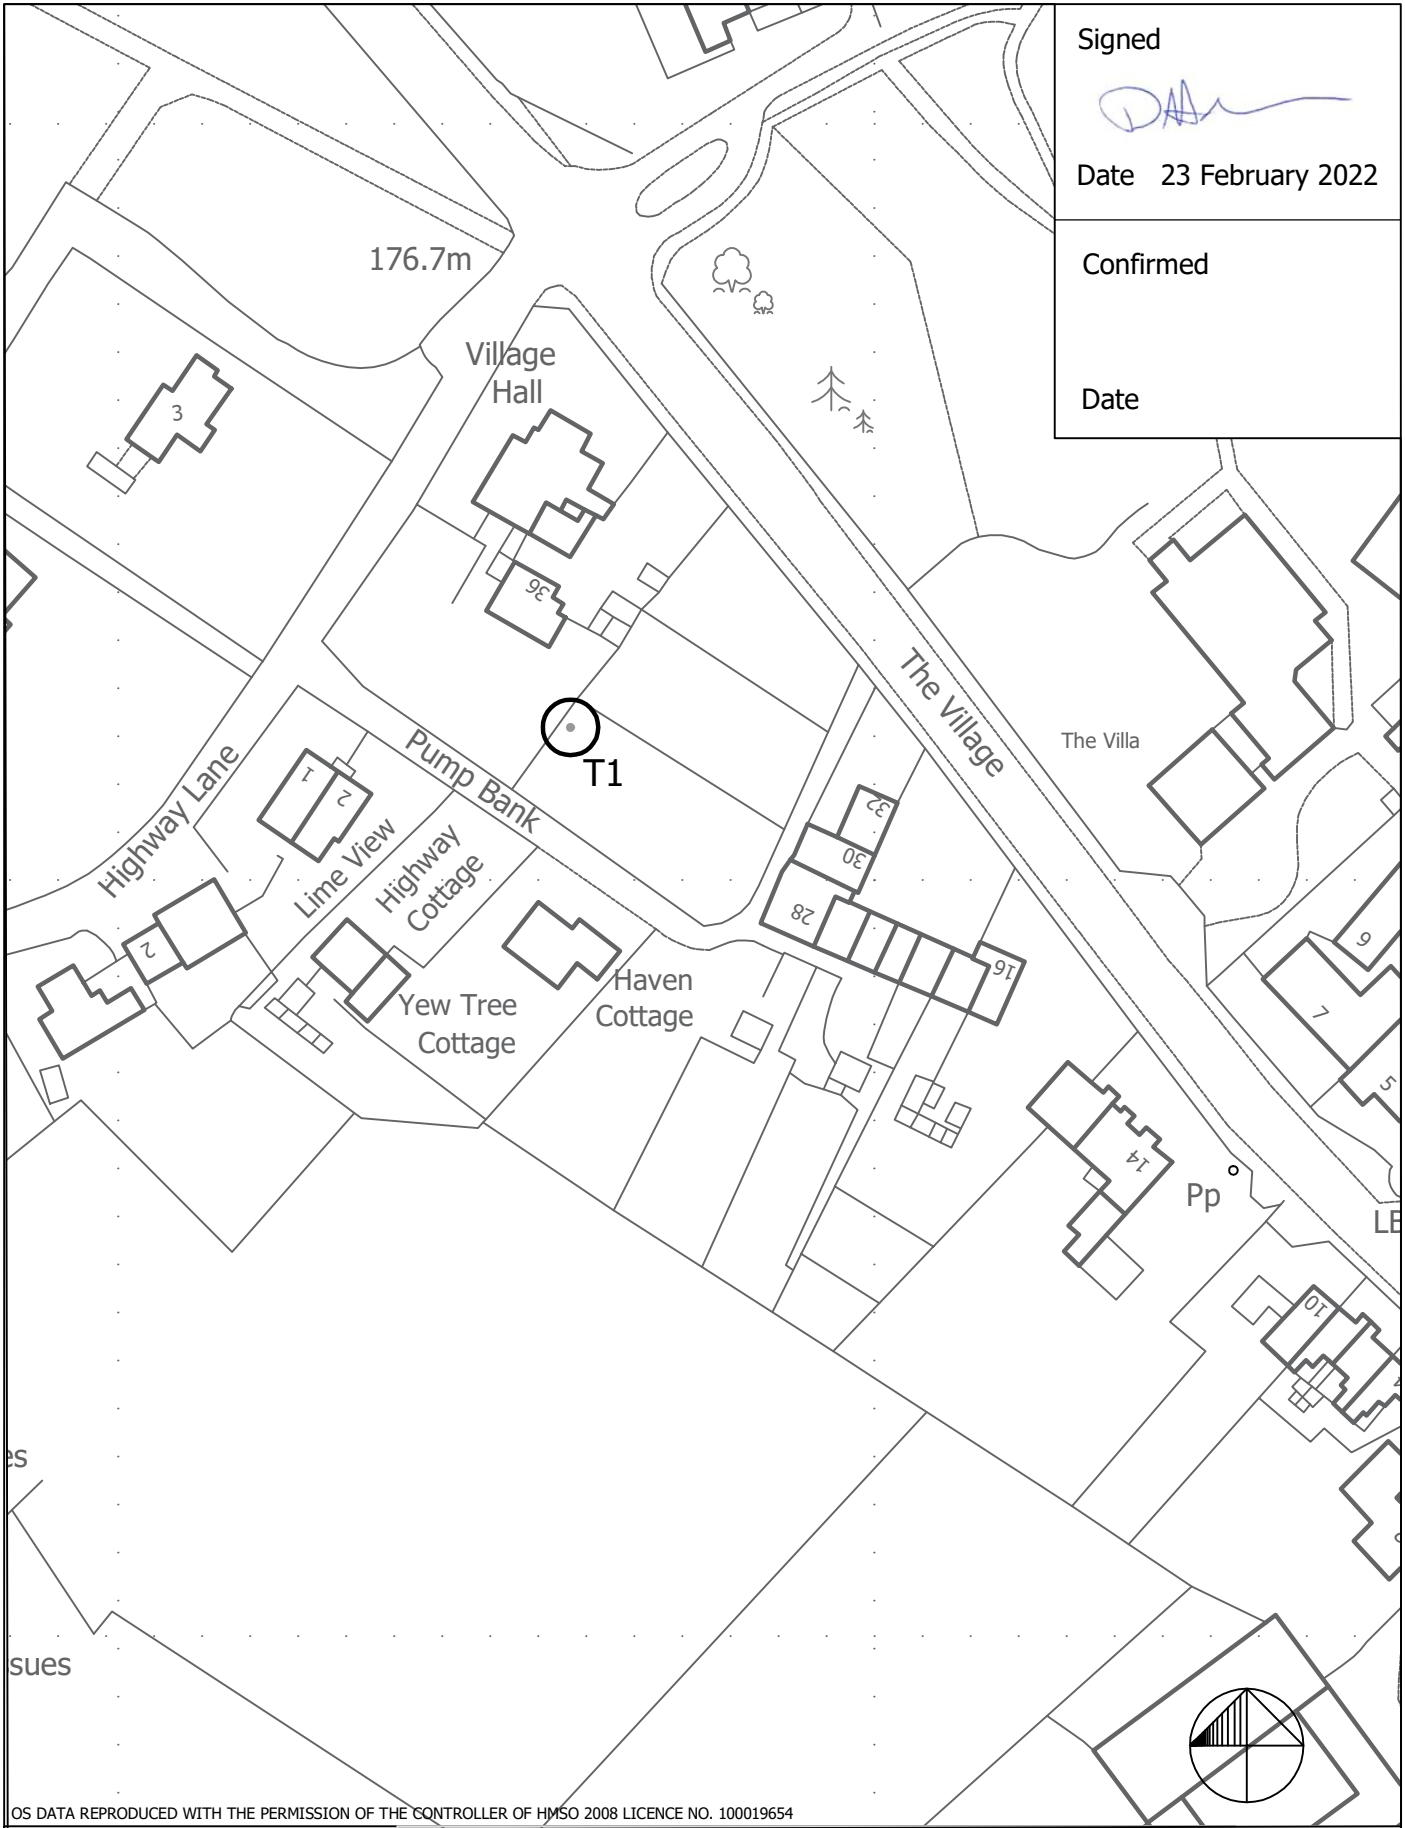 Signed
Date 23 February 2022
Confirmed
Date
176.7m
Village
Hall
3
36
The Village
The Villa
T1
Pump Bank
Highway Lane
1
2
Lime View
Highway
Cottage
32
30
28
16
2
Yew Tree
Cottage
Haven
Cottage
6
7
5
14
Pp
LB
10
es
sues
OS DATA REPRODUCED WITH THE PERMISSION OF THE CONTROLLER OF HMSO 2008 LICENCE NO. 100019654